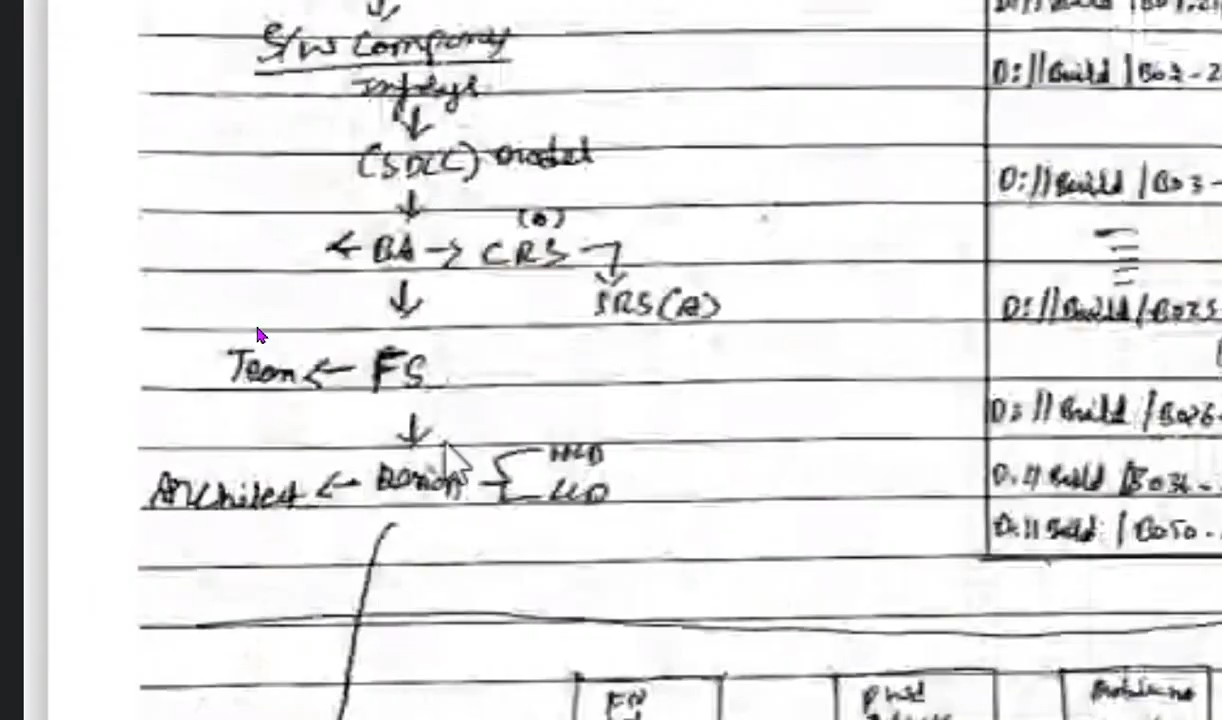 S/W Company
Infosys
(SDLC) model
(B)
← BA → CRS
SRS(A)
Team ← FS
Architect ← Design
HLD
LLD
D://Build /B02-2
D://Build /B03-
D://Build/B025
D://Build /B026-
D://Build /B036-
D://Build /B050-
FN